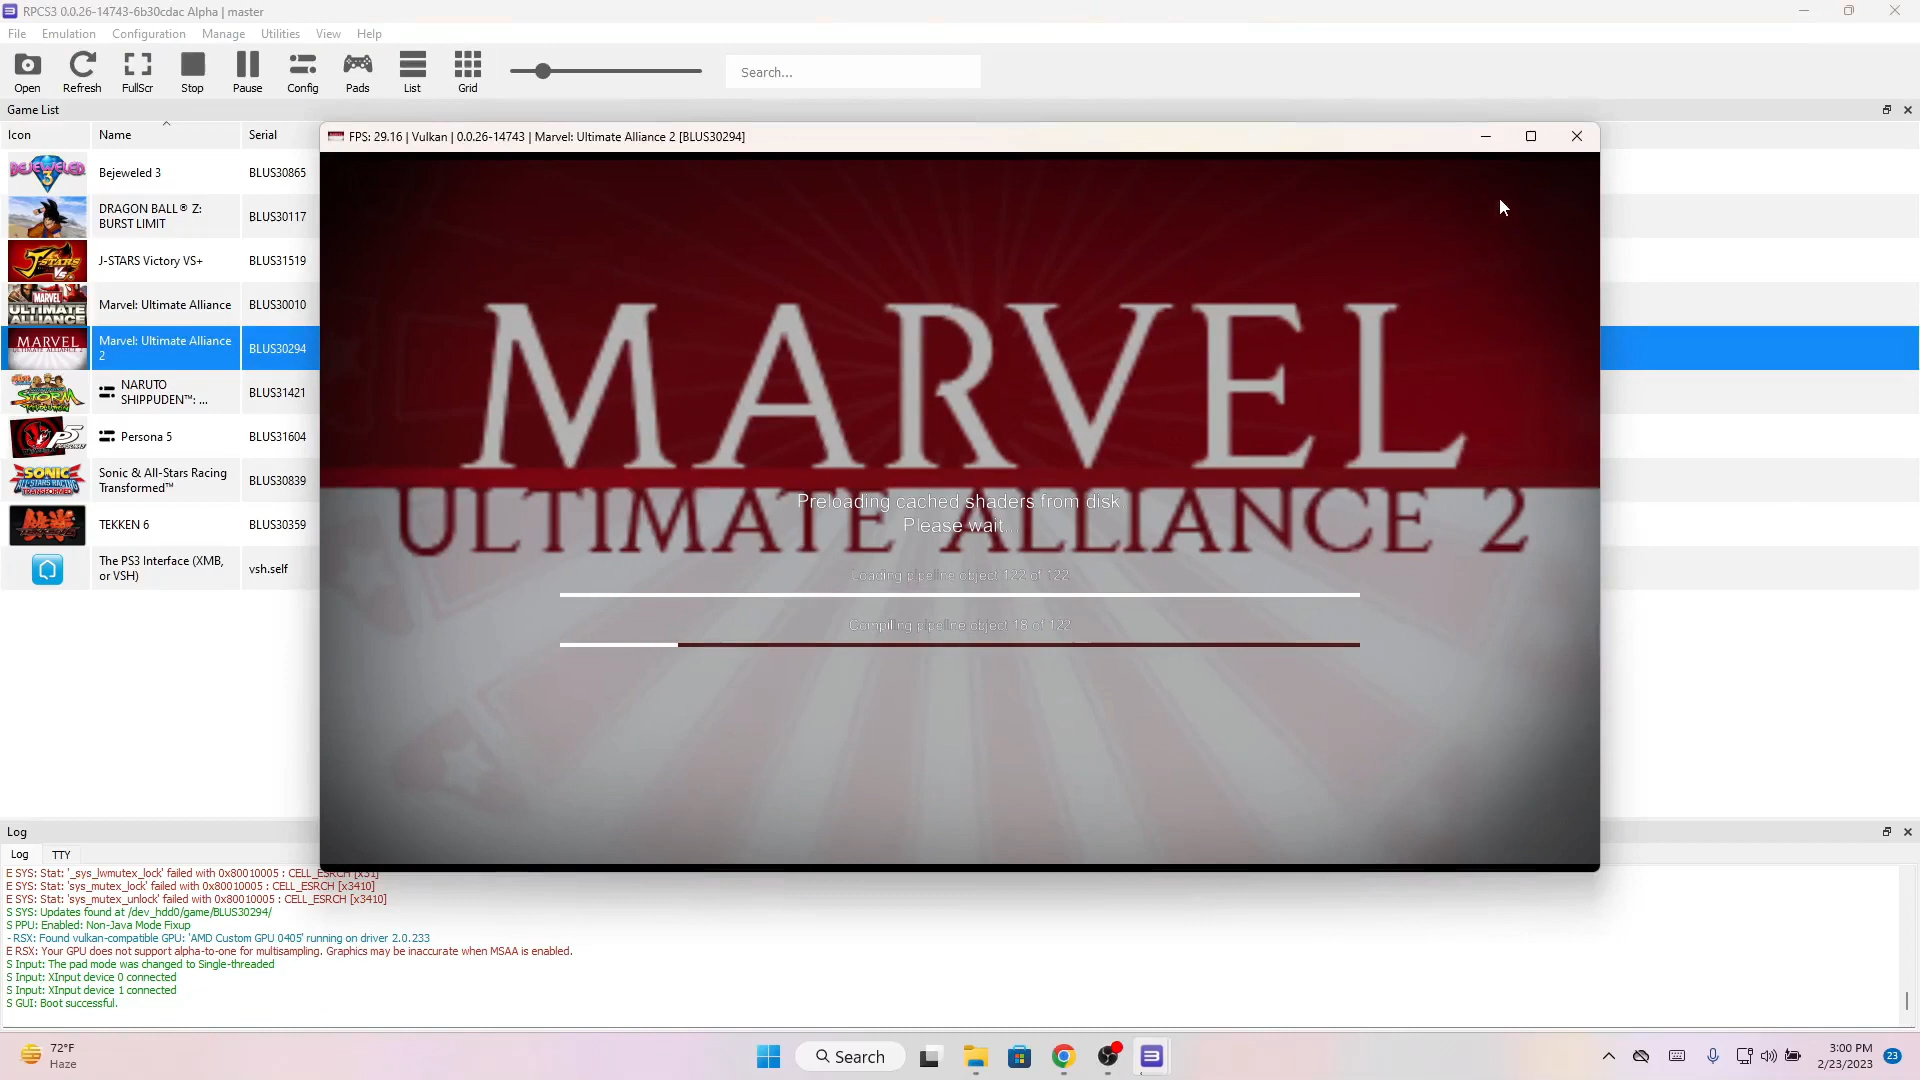 RPCS3 0.0.26-14743-6b30cdac Alpha | master
File Emulation Configuration Manage Utilities View Help
Open Refresh FullScr Stop Pause Config Pads List Grid
Search...
Game List
Icon Name Serial
Bejeweled 3 BLUS30865
DRAGON BALL® Z:
BURST LIMIT
BLUS30117
J-STARS Victory VS+ BLUS31519
Marvel: Ultimate Alliance BLUS30010
Marvel: Ultimate Alliance
2
BLUS30294
NARUTO
SHIPPUDEN™: ...
BLUS31421
Persona 5 BLUS31604
Sonic & All-Stars Racing
Transformed™
BLUS30839
TEKKEN 6 BLUS30359
The PS3 Interface (XMB,
or VSH)
vsh.self
FPS: 29.16 | Vulkan | 0.0.26-14743 | Marvel: Ultimate Alliance 2 [BLUS30294]
MARVEL
ULTIMATE ALLIANCE 2
Preloading cached shaders from disk
Please wait...
Loading pipeline object 122 of 122
Compiling pipeline object 18 of 122
Log
Log TTY
E SYS: Stat: '_sys_lwmutex_lock' failed with 0x80010005 : CELL_ESRCH [x31]
E SYS: Stat: 'sys_mutex_lock' failed with 0x80010005 : CELL_ESRCH [x3410]
E SYS: Stat: 'sys_mutex_unlock' failed with 0x80010005 : CELL_ESRCH [x3410]
S SYS: Updates found at /dev_hdd0/game/BLUS30294/
S PPU: Enabled: Non-Java Mode Fixup
- RSX: Found vulkan-compatible GPU: 'AMD Custom GPU 0405' running on driver 2.0.233
E RSX: Your GPU does not support alpha-to-one for multisampling. Graphics may be inaccurate when MSAA is enabled.
S Input: The pad mode was changed to Single-threaded
S Input: XInput device 0 connected
S Input: XInput device 1 connected
S GUI: Boot successful.
72°F
Haze
Search
3:00 PM
2/23/2023
23